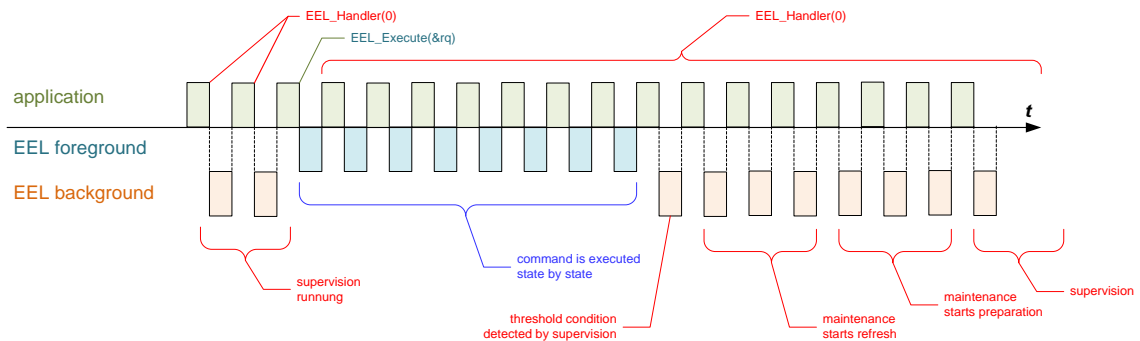 EEL_Handler(0)
EEL_Handler(0)
EEL_Execute(&rq)
application
t
EEL foreground
EEL background
command is executed
state by state
supervision
runnung
threshold condition
detected by supervision
maintenance
starts refresh
maintenance
starts preparation
supervision